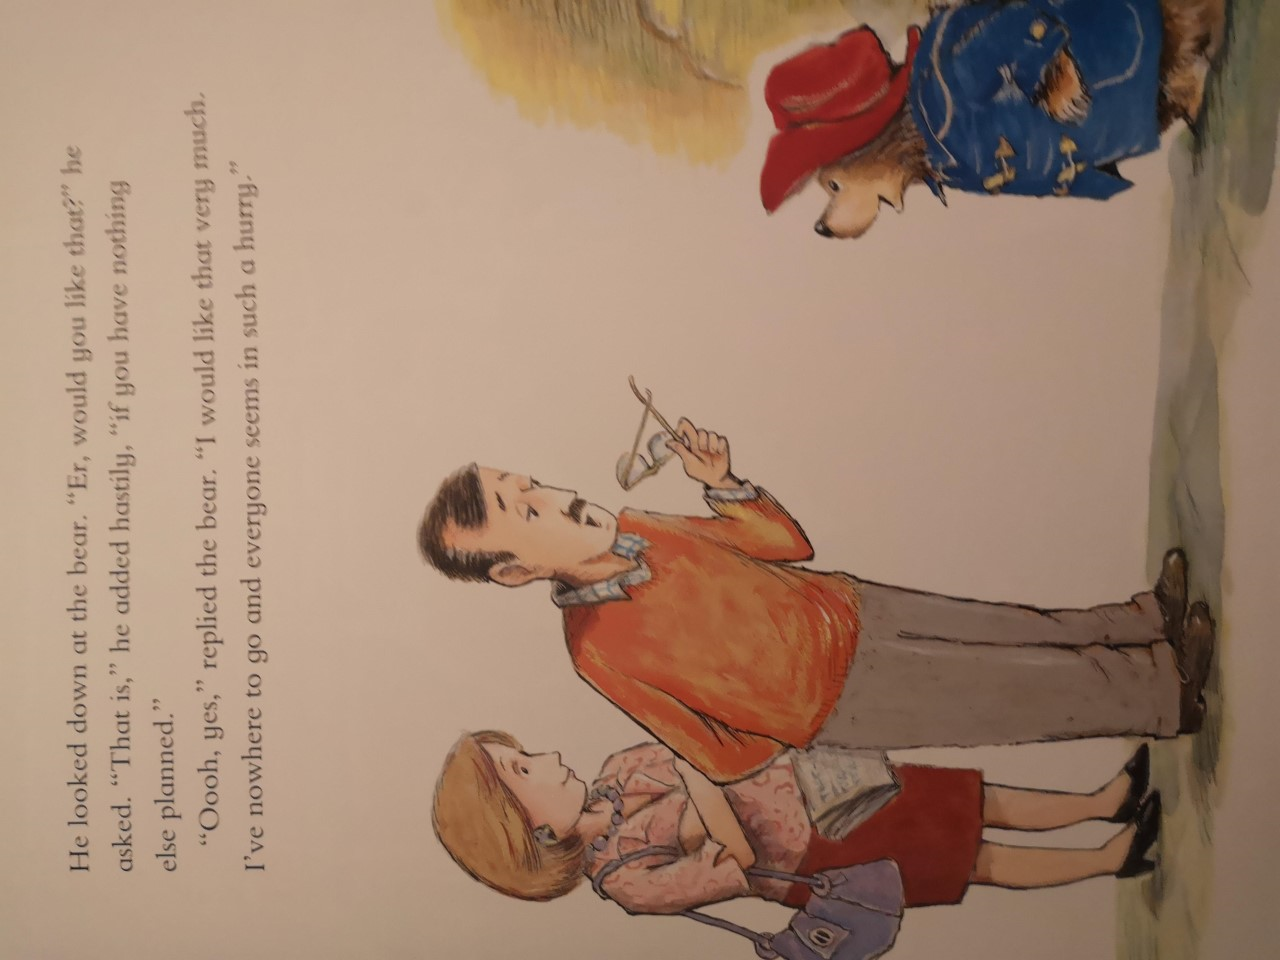 He looked down at the bear. “Er, would you like that?” he
asked. “That is,” he added hastily, “if you have nothing
else planned.”
“Oooh, yes,” replied the bear. “I would like that very much.
I’ve nowhere to go and everyone seems in such a hurry.”